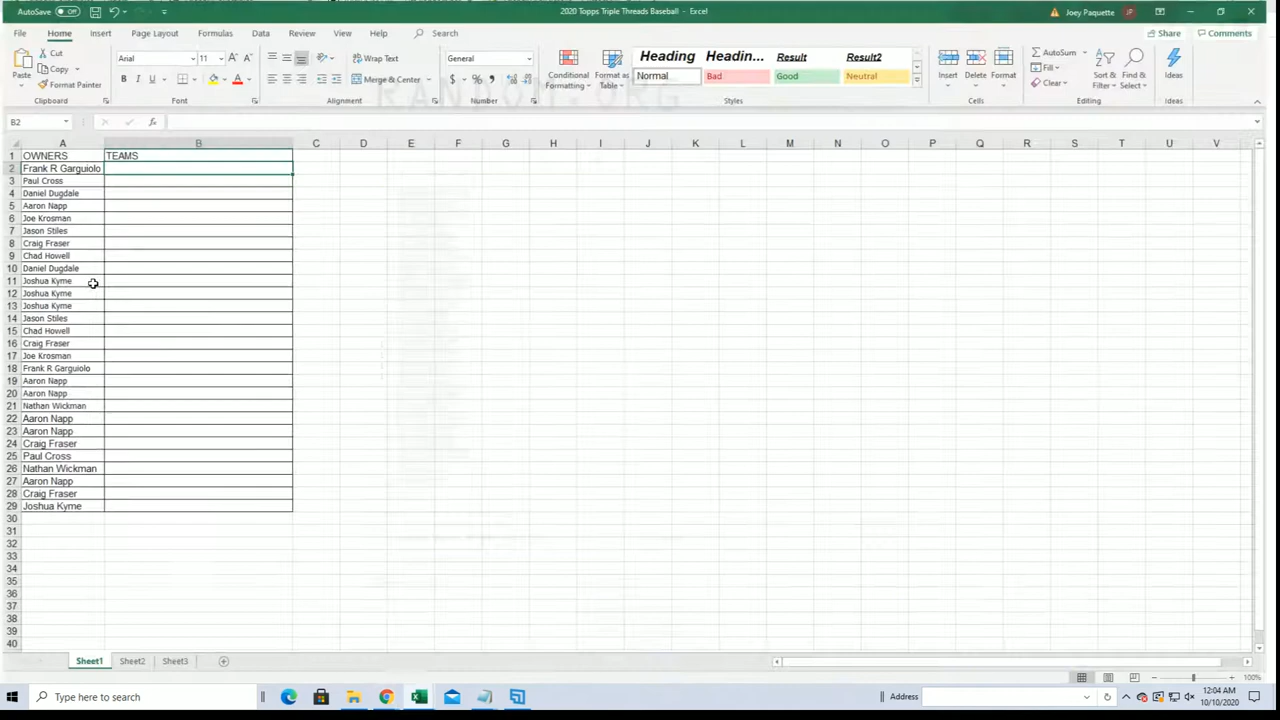 AutoSave Off 2020 Topps Triple Threads Baseball - Excel Joey Paquette JP
File Home Insert Page Layout Formulas Data Review View Help Search Share Comments
Paste Cut Copy Format Painter Clipboard
Arial 11 B I U Font
Wrap Text Merge & Center Alignment
General $ % Number
Conditional Formatting Format as Table
Heading Headin... Result Result2
Normal Bad Good Neutral
Styles
Insert Delete Format Cells
AutoSum Fill Clear Sort & Filter Find & Select Editing
Ideas Ideas
RANDOM.ORG
B2 fx
A B C D E F G H I J K L M N O P Q R S T U V
1 OWNERS TEAMS
2 Frank R Garguiolo
3 Paul Cross
4 Daniel Dugdale
5 Aaron Napp
6 Joe Krosman
7 Jason Stiles
8 Craig Fraser
9 Chad Howell
10 Daniel Dugdale
11 Joshua Kyme
12 Joshua Kyme
13 Joshua Kyme
14 Jason Stiles
15 Chad Howell
16 Craig Fraser
17 Joe Krosman
18 Frank R Garguiolo
19 Aaron Napp
20 Aaron Napp
21 Nathan Wickman
22 Aaron Napp
23 Aaron Napp
24 Craig Fraser
25 Paul Cross
26 Nathan Wickman
27 Aaron Napp
28 Craig Fraser
29 Joshua Kyme
30
31
32
33
34
35
36
37
38
39
40
Sheet1 Sheet2 Sheet3
100%
Type here to search Address 12:04 AM
10/10/2020